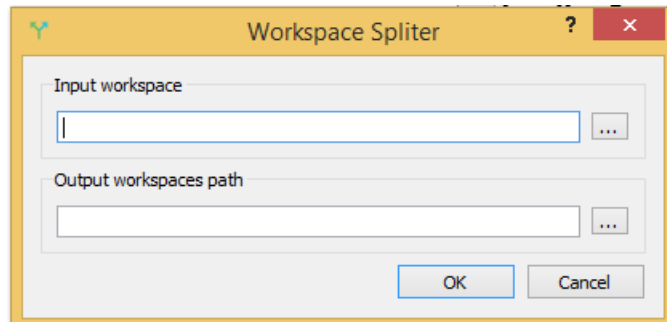 Workspace Spliter ? ×
Input workspace
...
Output workspaces path
...
OK Cancel